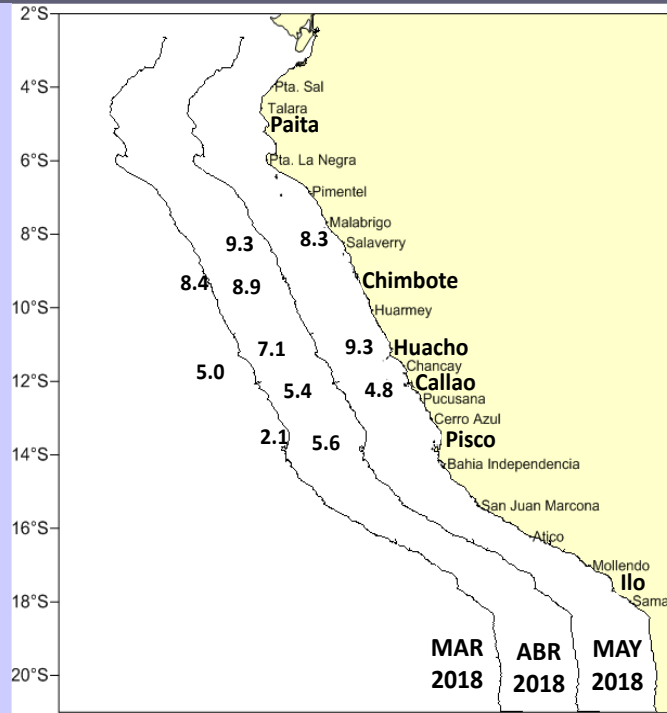 2°S
4°S
Pta. Sal
Talara
Paita
6°S
Pta. La Negra
Pimentel
Malabrigo
8°S
9.3
8.3
Salaverry
8.4
8.9
Chimbote
10°S
Huarmey
7.1
9.3
Huacho
5.0
Chancay
12°S
5.4
4.8
Callao
Pucusana
Cerro Azul
2.1
5.6
Pisco
14°S
Bahia Independencia
San Juan Marcona
16°S
Atico
Mollendo
Ilo
18°S
Sama
MAR
2018
ABR
2018
MAY
2018
20°S